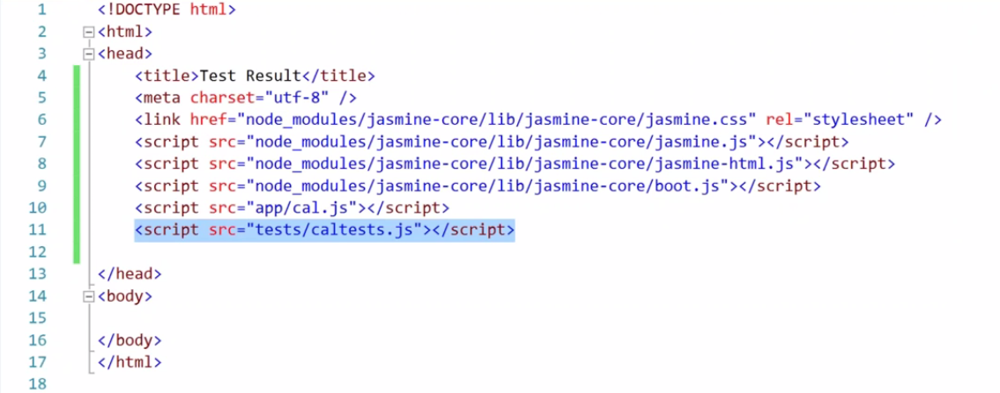 1 <!DOCTYPE html>
2 <html>
3 <head>
4 <title>Test Result</title>
5 <meta charset="utf-8" />
6 <link href="node_modules/jasmine-core/lib/jasmine-core/jasmine.css" rel="stylesheet" />
7 <script src="node_modules/jasmine-core/lib/jasmine-core/jasmine.js"></script>
8 <script src="node_modules/jasmine-core/lib/jasmine-core/jasmine-html.js"></script>
9 <script src="node_modules/jasmine-core/lib/jasmine-core/boot.js"></script>
10 <script src="app/cal.js"></script>
11 <script src="tests/caltests.js"></script>
12
13 </head>
14 <body>
15
16 </body>
17 </html>
18